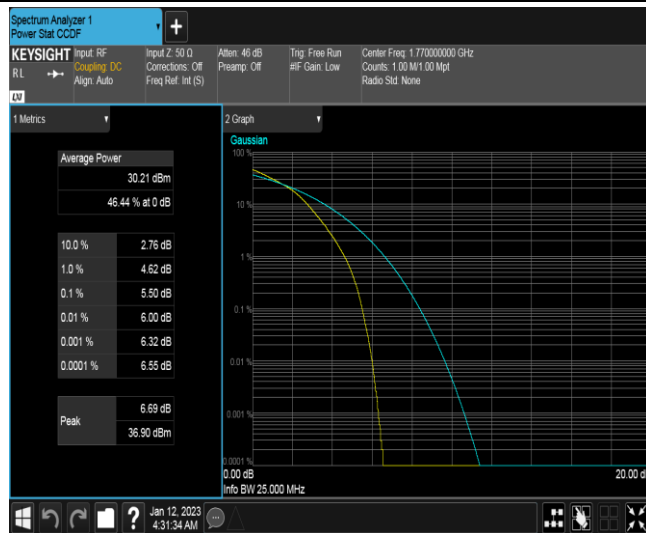 Spectrum Analyzer 1
Power Stat CCDF
+
KEYSIGHT
RL
Input: RF
Coupling: DC
Align: Auto
Input Z: 50 Ω
Corrections: Off
Freq Ref: Int (S)
Atten: 46 dB
Preamp: Off
Trig: Free Run
#IF Gain: Low
Center Freq: 1.770000000 GHz
Counts: 1.00 M/1.00 Mpt
Radio Std: None
1 Metrics
Average Power
30.21 dBm
46.44 % at 0 dB
10.0 % 2.76 dB
1.0 % 4.62 dB
0.1 % 5.50 dB
0.01 % 6.00 dB
0.001 % 6.32 dB
0.0001 % 6.55 dB
Peak
6.69 dB
36.90 dBm
2 Graph
Gaussian
100 %
10 %
1 %
0.1 %
0.01 %
0.001 %
0.0001 %
0.00 dB
20.00 d
Info BW 25.000 MHz
?
Jan 12, 2023
4:31:34 AM